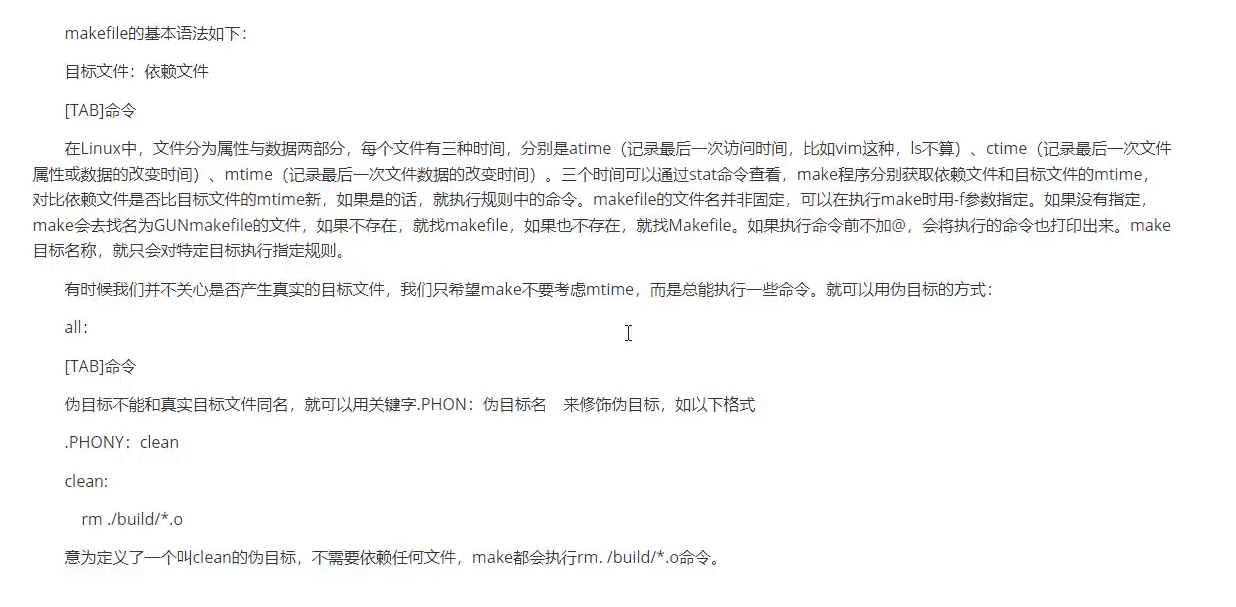 makefile的基本语法如下：
目标文件：依赖文件
[TAB]命令
在Linux中，文件分为属性与数据两部分，每个文件有三种时间，分别是atime（记录最后一次访问时间，比如vim这种，ls不算）、ctime（记录最后一次文件
属性或数据的改变时间）、mtime（记录最后一次文件数据的改变时间）。三个时间可以通过stat命令查看，make程序分别获取依赖文件和目标文件的mtime，
对比依赖文件是否比目标文件的mtime新，如果是的话，就执行规则中的命令。makefile的文件名并非固定，可以在执行make时用-f参数指定。如果没有指定，
make会去找名为GUNmakefile的文件，如果不存在，就找makefile，如果也不存在，就找Makefile。如果执行命令前不加@，会将执行的命令也打印出来。make
目标名称，就只会对特定目标执行指定规则。
有时候我们并不关心是否产生真实的目标文件，我们只希望make不要考虑mtime，而是总能执行一些命令。就可以用伪目标的方式：
all：
[TAB]命令
伪目标不能和真实目标文件同名，就可以用关键字.PHON：伪目标名　来修饰伪目标，如以下格式
.PHONY：clean
clean:
rm ./build/*.o
意为定义了一个叫clean的伪目标，不需要依赖任何文件，make都会执行rm. /build/*.o命令。